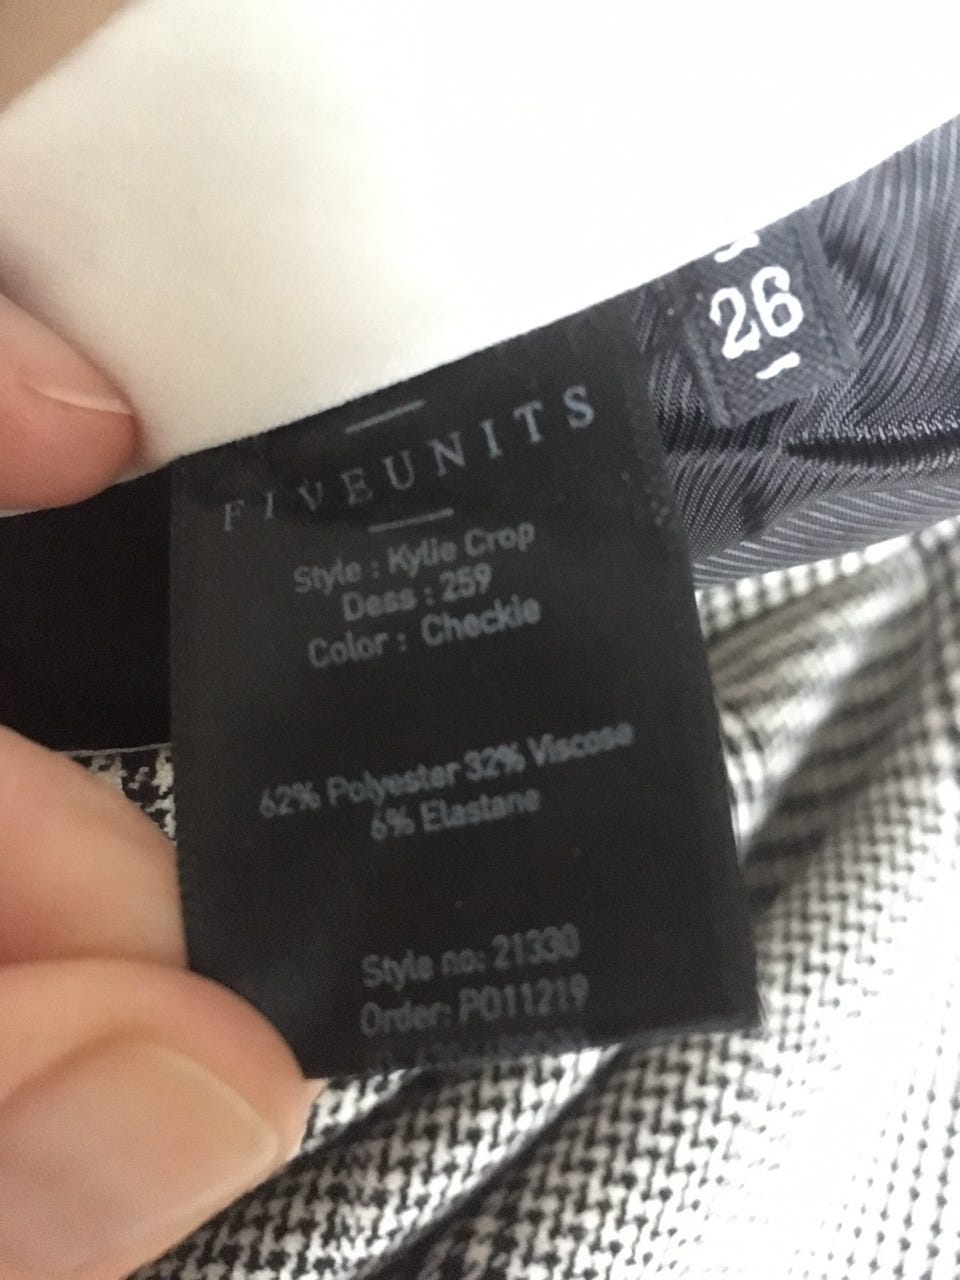 26
FIVEUNITS
Style : Kylie Crop
Dess : 259
Color : Checkie
62% Polyester 32% Viscose
6% Elastane
Style no: 21330
Order: PO11219